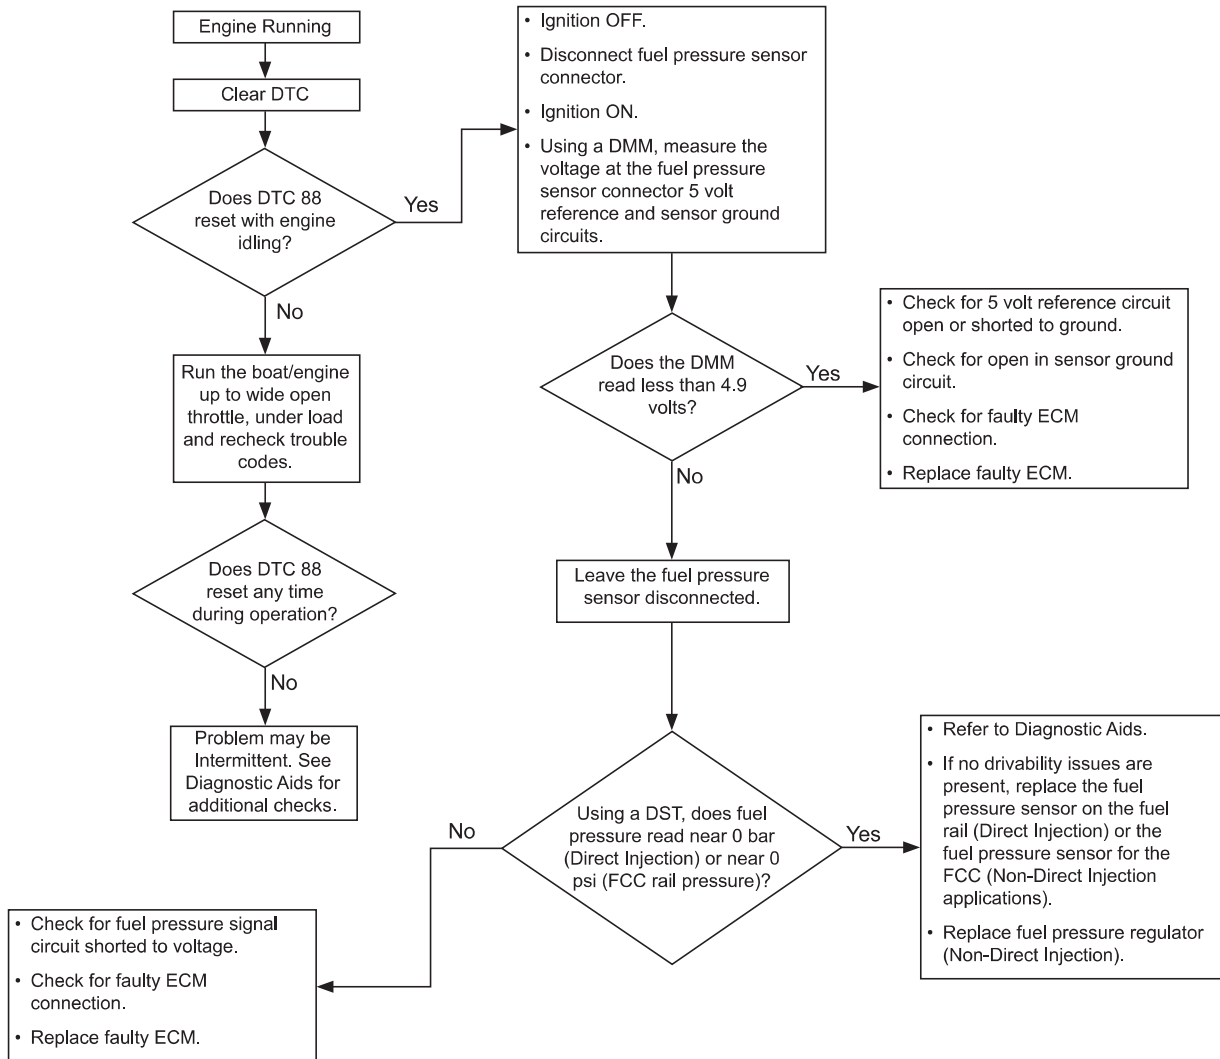 Engine Running
Clear DTC
Does DTC 88
reset with engine
idling?
Yes
No
Run the boat/engine
up to wide open
throttle, under load
and recheck trouble
codes.
Does DTC 88
reset any time
during operation?
No
Problem may be
Intermittent. See
Diagnostic Aids for
additional checks.
• Ignition OFF.
• Disconnect fuel pressure sensor
connector.
• Ignition ON.
• Using a DMM, measure the
voltage at the fuel pressure
sensor connector 5 volt
reference and sensor ground
circuits.
Does the DMM
read less than 4.9
volts?
Yes
• Check for 5 volt reference circuit
open or shorted to ground.
• Check for open in sensor ground
circuit.
• Check for faulty ECM
connection.
• Replace faulty ECM.
No
Leave the fuel pressure
sensor disconnected.
Using a DST, does fuel
pressure read near 0 bar
(Direct Injection) or near 0
psi (FCC rail pressure)?
Yes
• Refer to Diagnostic Aids.
• If no drivability issues are
present, replace the fuel
pressure sensor on the fuel
rail (Direct Injection) or the
fuel pressure sensor for the
FCC (Non-Direct Injection
applications).
• Replace fuel pressure regulator
(Non-Direct Injection).
No
• Check for fuel pressure signal
circuit shorted to voltage.
• Check for faulty ECM
connection.
• Replace faulty ECM.